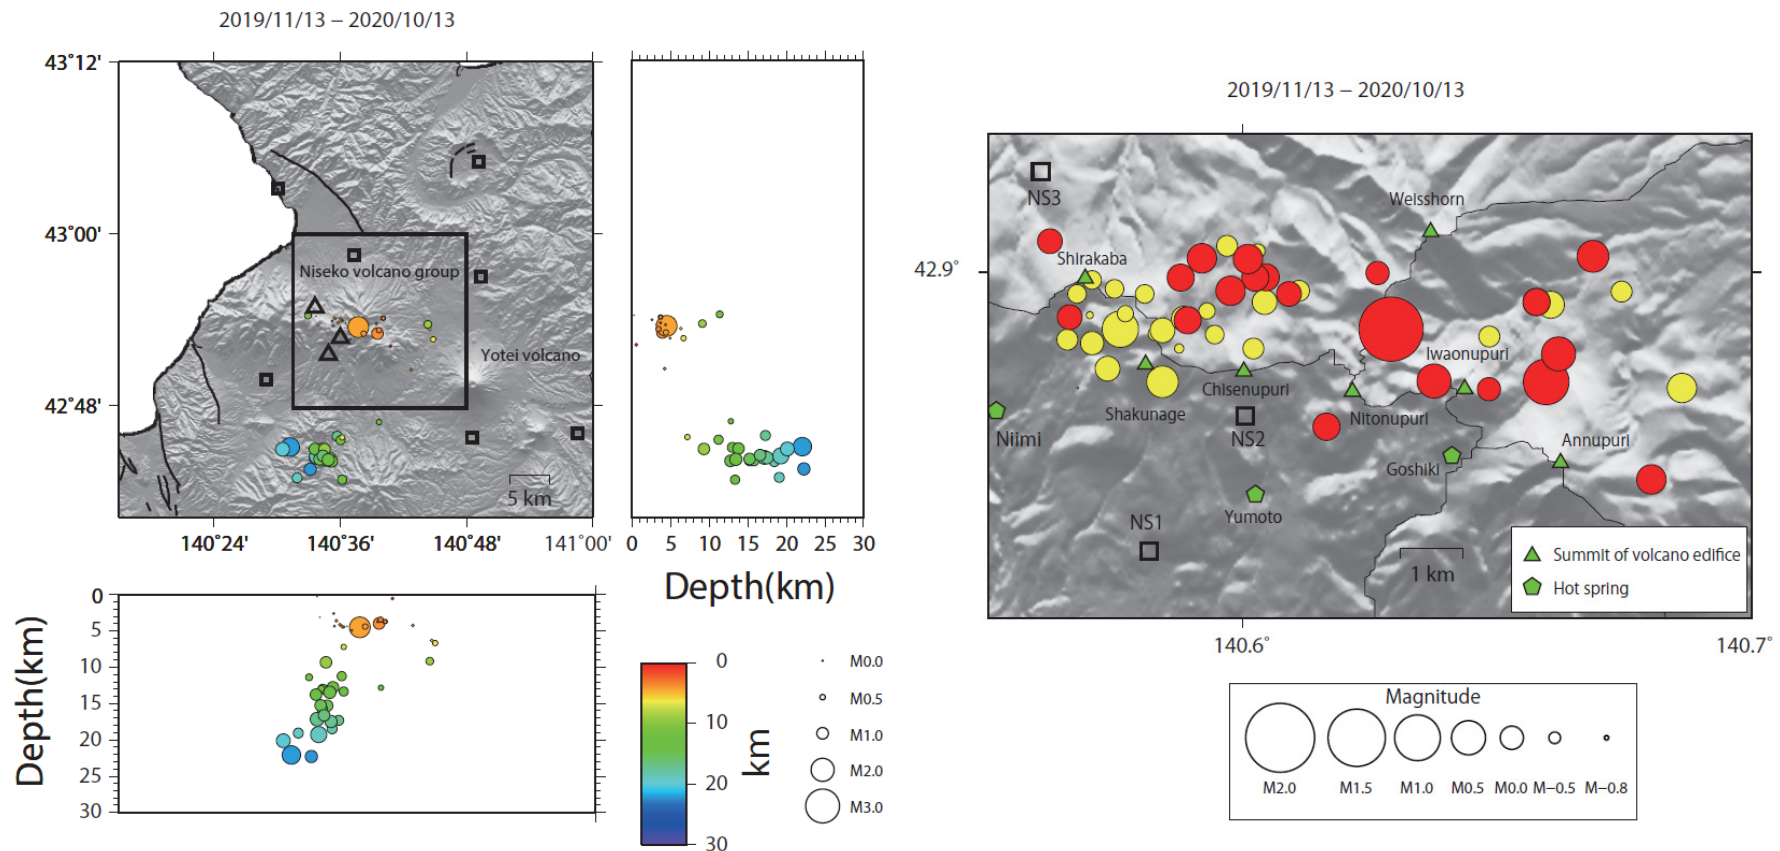 2019/11/13 – 2020/10/13
43°12'
43°00'
42°48'
Niseko volcano group
Yotei volcano
5 km
140°24'
140°36'
140°48'
141°00'
0
5
10
15
20
25
30
Depth(km)
0
5
10
15
20
25
30
Depth(km)
0
10
20
30
km
M0.0
M0.5
M1.0
M2.0
M3.0
2019/11/13 – 2020/10/13
NS3
Weisshorn
Shirakaba
42.9°
Iwaonupuri
Chisenupuri
Shakunage
Nitonupuri
Niimi
NS2
Annupuri
Goshiki
Yumoto
NS1
1 km
Summit of volcano edifice
Hot spring
140.6°
140.7°
Magnitude
M2.0
M1.5
M1.0
M0.5
M0.0
M−0.5
M−0.8